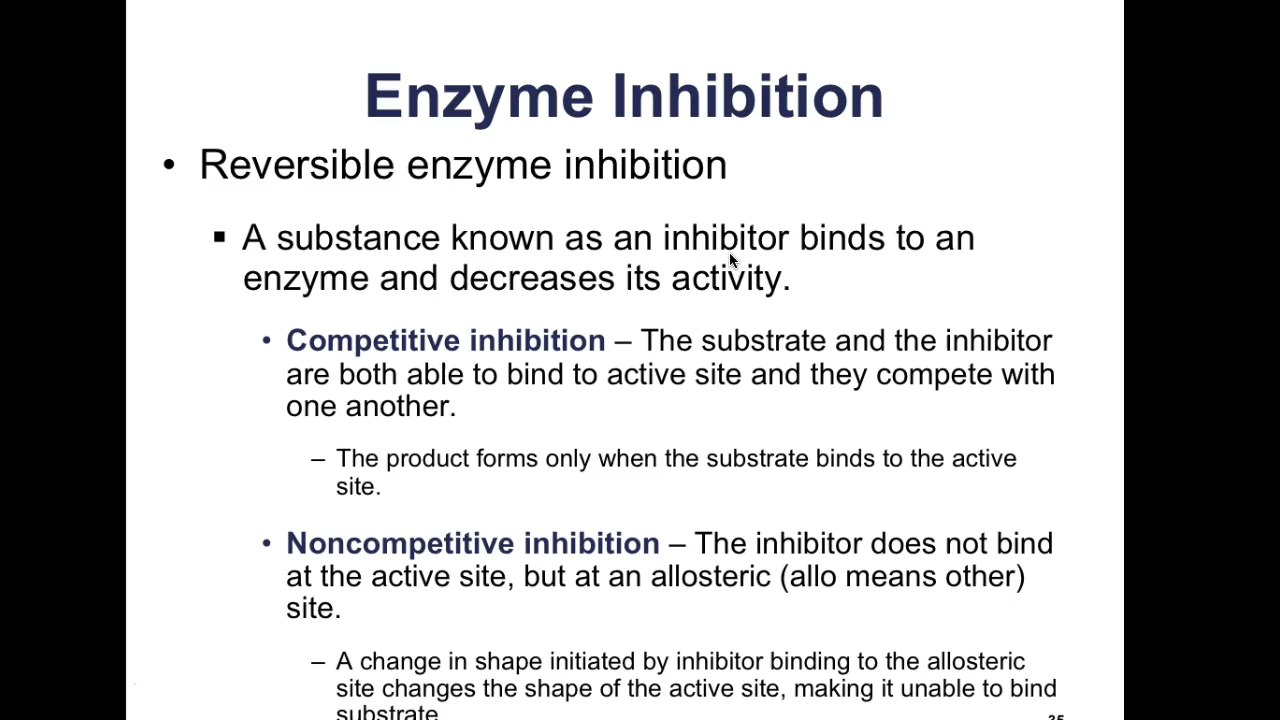 Enzyme Inhibition
• Reversible enzyme inhibition
▪ A substance known as an inhibitor binds to an
enzyme and decreases its activity.
• Competitive inhibition – The substrate and the inhibitor
are both able to bind to active site and they compete with
one another.
– The product forms only when the substrate binds to the active
site.
• Noncompetitive inhibition – The inhibitor does not bind
at the active site, but at an allosteric (allo means other)
site.
– A change in shape initiated by inhibitor binding to the allosteric
site changes the shape of the active site, making it unable to bind
substrate
35